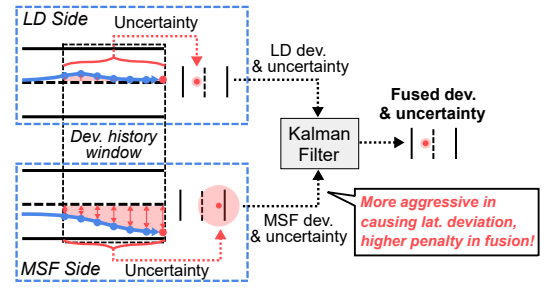 LD Side
Uncertainty
LD dev.
& uncertainty
Dev. history
window
Kalman
Filter
Fused dev.
& uncertainty
MSF dev.
& uncertainty
More aggressive in
causing lat. deviation,
higher penalty in fusion!
MSF Side
Uncertainty